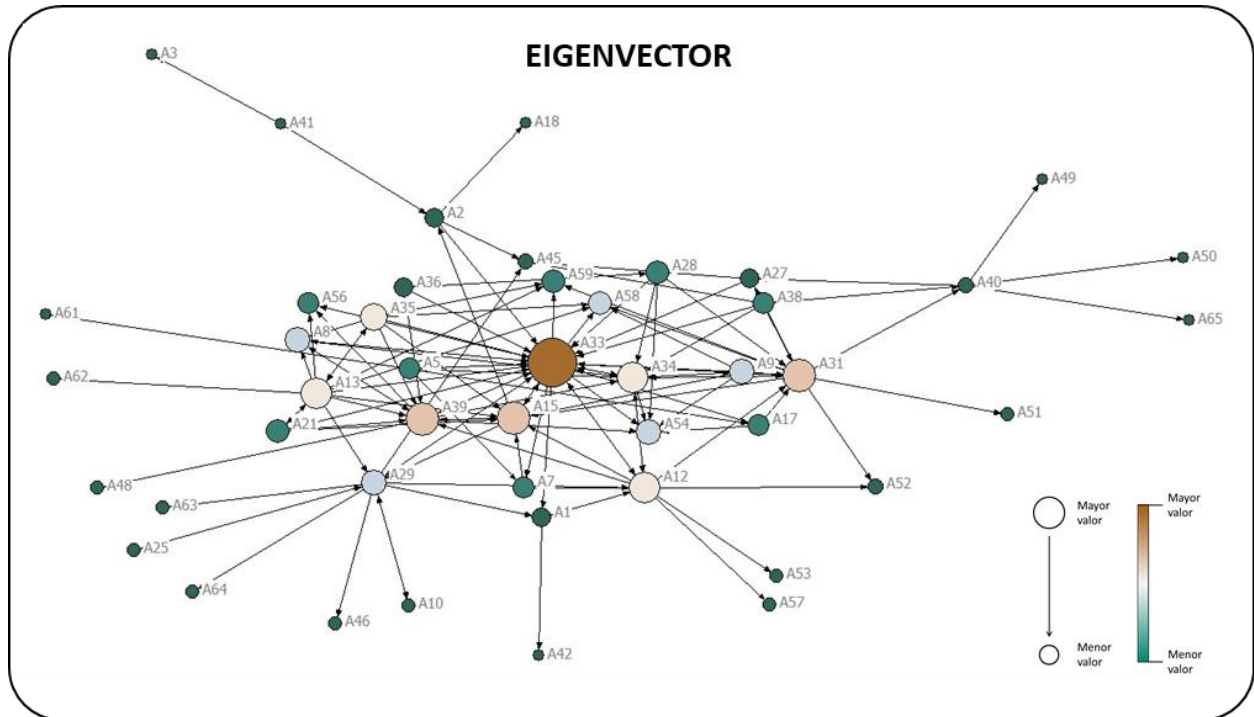 EIGENVECTOR
A3
A41
A18
A2
A49
A45
A59
A28
A27
A50
A36
A40
A56
A58
A38
A35
A61
A65
A8
A33
A5
A34
A9
A31
A62
A13
A39
A15
A51
A21
A54
A17
A29
A7
A12
A48
A52
A63
A1
A25
A53
A64
A10
A57
A46
A42
Mayor
valor
Menor
valor
Mayor
valor
Menor
valor